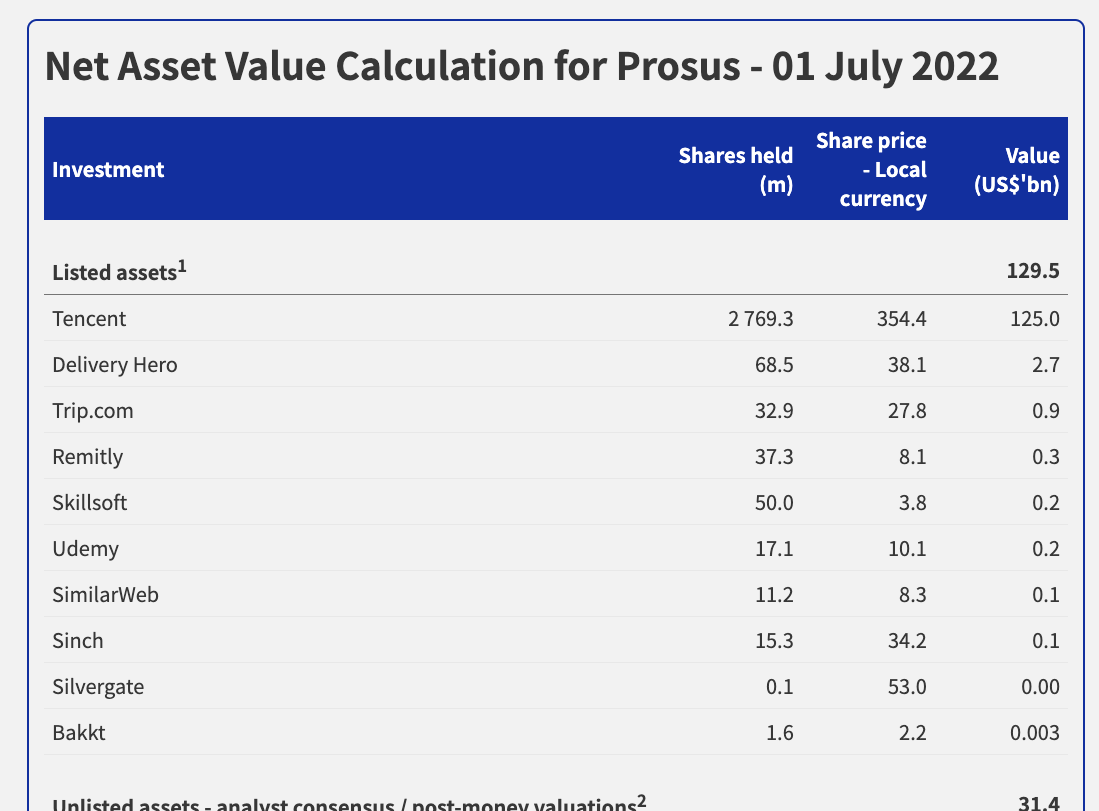 Net Asset Value Calculation for Prosus - 01 July 2022
Investment Shares held (m) Share price - Local currency Value (US$'bn)
Listed assets1 129.5
Tencent 2 769.3 354.4 125.0
Delivery Hero 68.5 38.1 2.7
Trip.com 32.9 27.8 0.9
Remitly 37.3 8.1 0.3
Skillsoft 50.0 3.8 0.2
Udemy 17.1 10.1 0.2
SimilarWeb 11.2 8.3 0.1
Sinch 15.3 34.2 0.1
Silvergate 0.1 53.0 0.00
Bakkt 1.6 2.2 0.003
Unlisted assets - analyst consensus / post-money valuations2 31.4